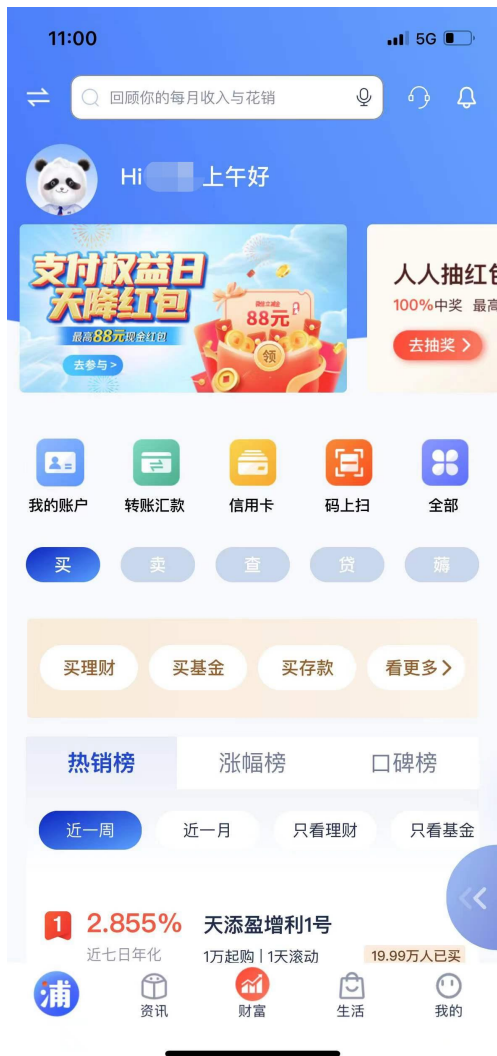 11:00
5G
回顾你的每月收入与花销
Hi 上午好
支付权益日
天降红包
最高88元现金红包
去参与>
88元
领
人人抽红包
100%中奖 最高
去抽奖
我的账户
转账汇款
信用卡
码上扫
全部
买
卖
查
贷
薅
买理财
买基金
买存款
看更多
热销榜
涨幅榜
口碑榜
近一周
近一月
只看理财
只看基金
1
2.855%
天添盈增利1号
近七日年化
1万起购 | 1天滚动
19.99万人已买
浦
资讯
财富
生活
我的